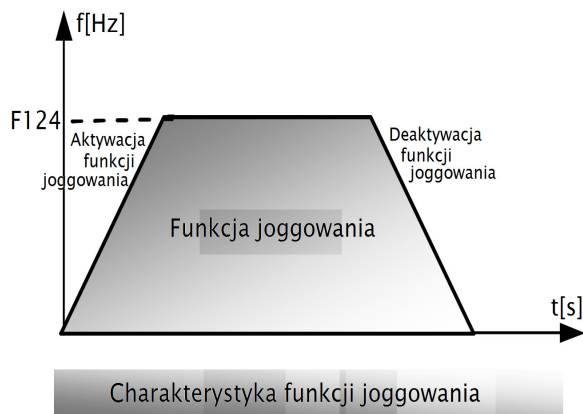 f[Hz]
F124
Aktywacja
funkcji
joggowania
Deaktywacja
funkcji
joggowania
Funkcja joggowania
t[s]
Charakterystyka funkcji joggowania